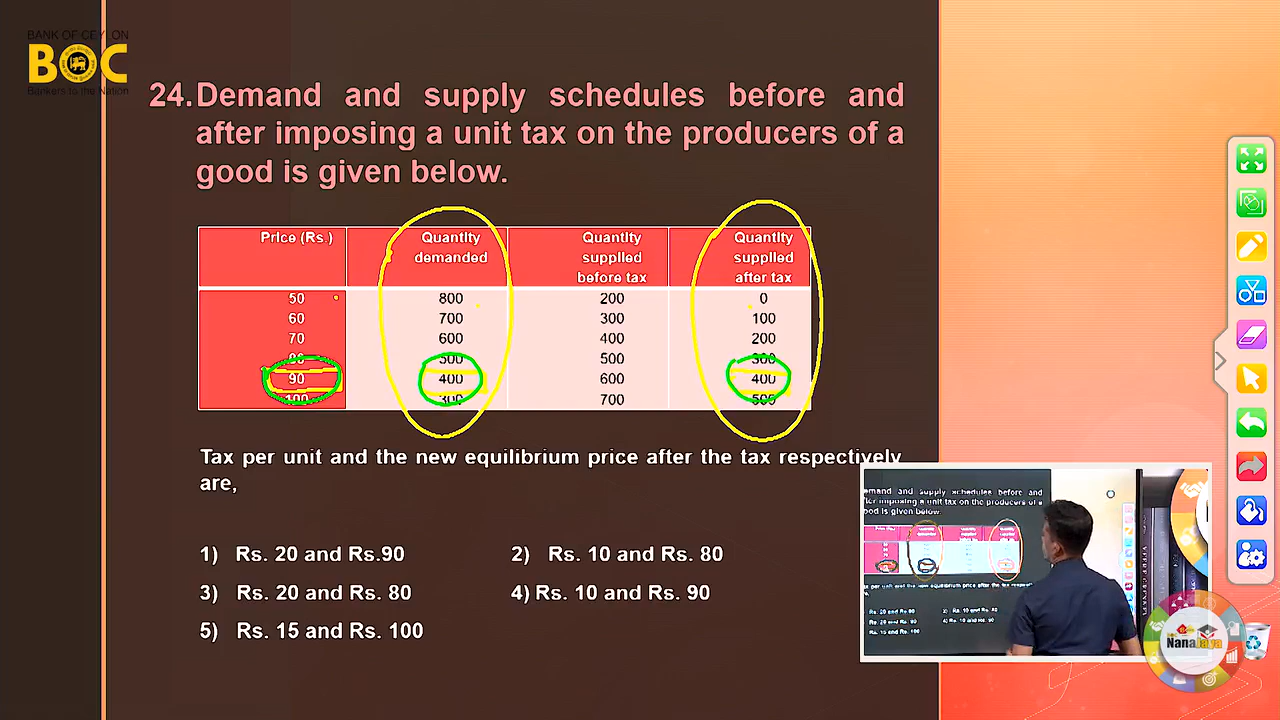 BANK OF CEYLON
BOC
Bankers to the Nation
24. Demand and supply schedules before and
after imposing a unit tax on the producers of a
good is given below.
Price (Rs.) Quantity demanded Quantity supplied before tax Quantity supplied after tax
50 800 200 0
60 700 300 100
70 600 400 200
80 500 500 300
90 400 600 400
100 300 700 500
Tax per unit and the new equilibrium price after the tax respectively
are,
1) Rs. 20 and Rs.90 2) Rs. 10 and Rs. 80
3) Rs. 20 and Rs. 80 4) Rs. 10 and Rs. 90
5) Rs. 15 and Rs. 100
NanaJaya